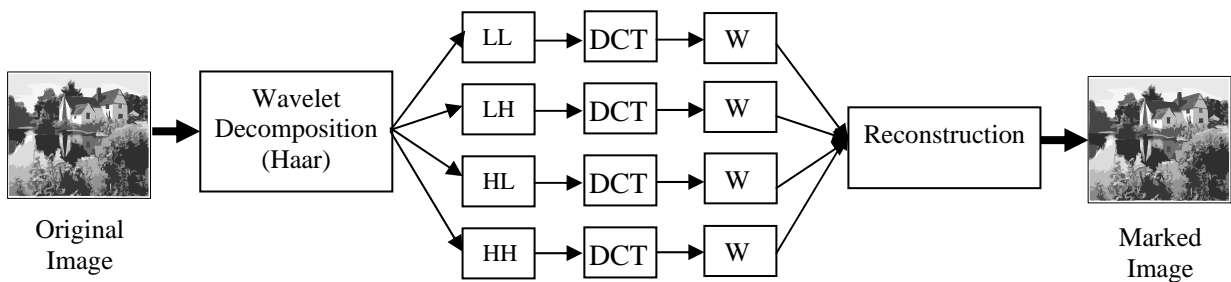 LL
DCT
W
Wavelet
Decomposition
(Haar)
LH
DCT
W
Reconstruction
HL
DCT
W
HH
DCT
W
Original
Image
Marked
Image